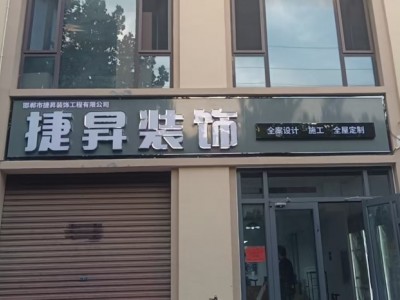 邯郸市捷昇装饰工程有限公司
捷昇装饰
全案设计 施工 全屋定制